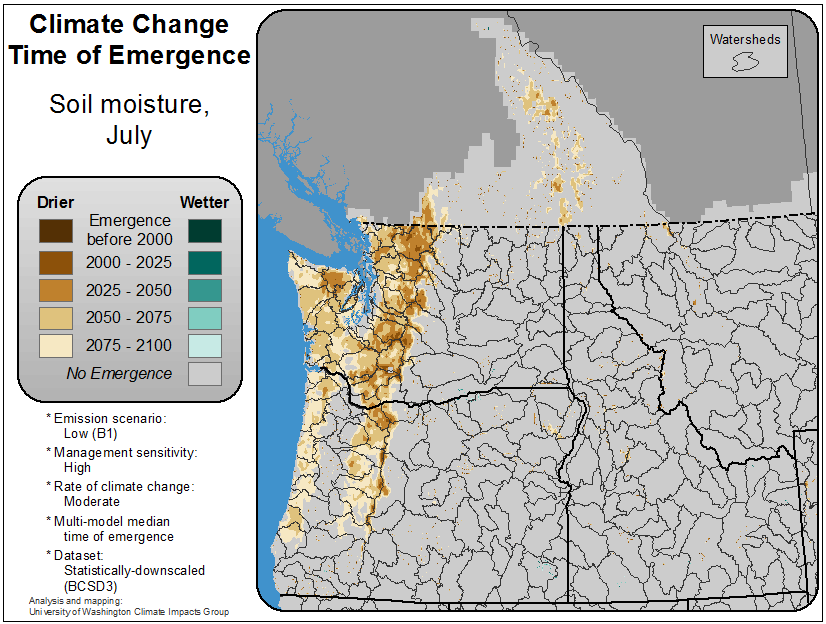 Climate Change
Time of Emergence
Soil moisture,
July
Drier
Wetter
Emergence
before 2000
2000 - 2025
2025 - 2050
2050 - 2075
2075 - 2100
No Emergence
* Emission scenario:
Low (B1)
* Management sensitivity:
High
* Rate of climate change:
Moderate
* Multi-model median
time of emergence
* Dataset:
Statistically-downscaled
(BCSD3)
Analysis and mapping:
University of Washington Climate Impacts Group
Watersheds